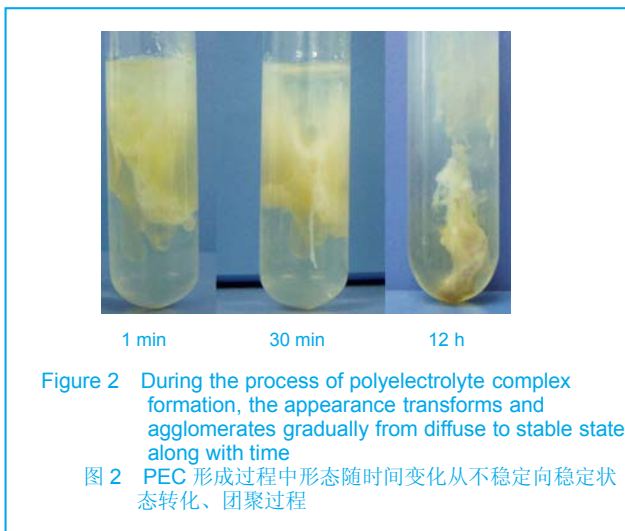 1 min 30 min 12 h
Figure 2 During the process of polyelectrolyte complex
formation, the appearance transforms and
agglomerates gradually from diffuse to stable state
along with time
图 2 PEC 形成过程中形态随时间变化从不稳定向稳定状
态转化、团聚过程